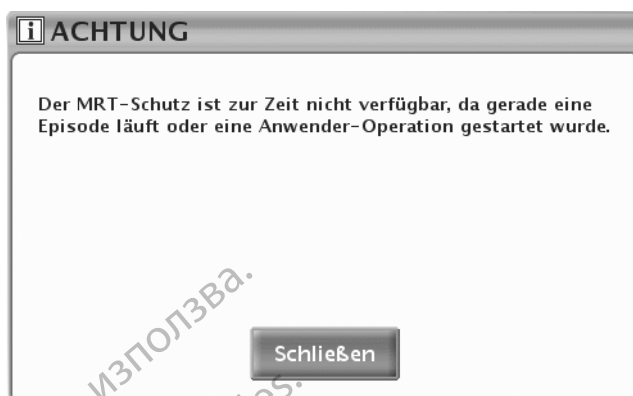 i ACHTUNG
Der MRT-Schutz ist zur Zeit nicht verfügbar, da gerade eine
Episode läuft oder eine Anwender-Operation gestartet wurde.
използва.
Schließen